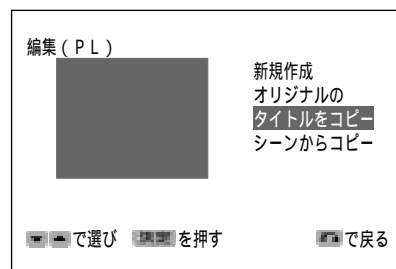 編集(PL)
新規作成
オリジナルの
タイトルをコピー
シーンからコピー
で選び を押す で戻る